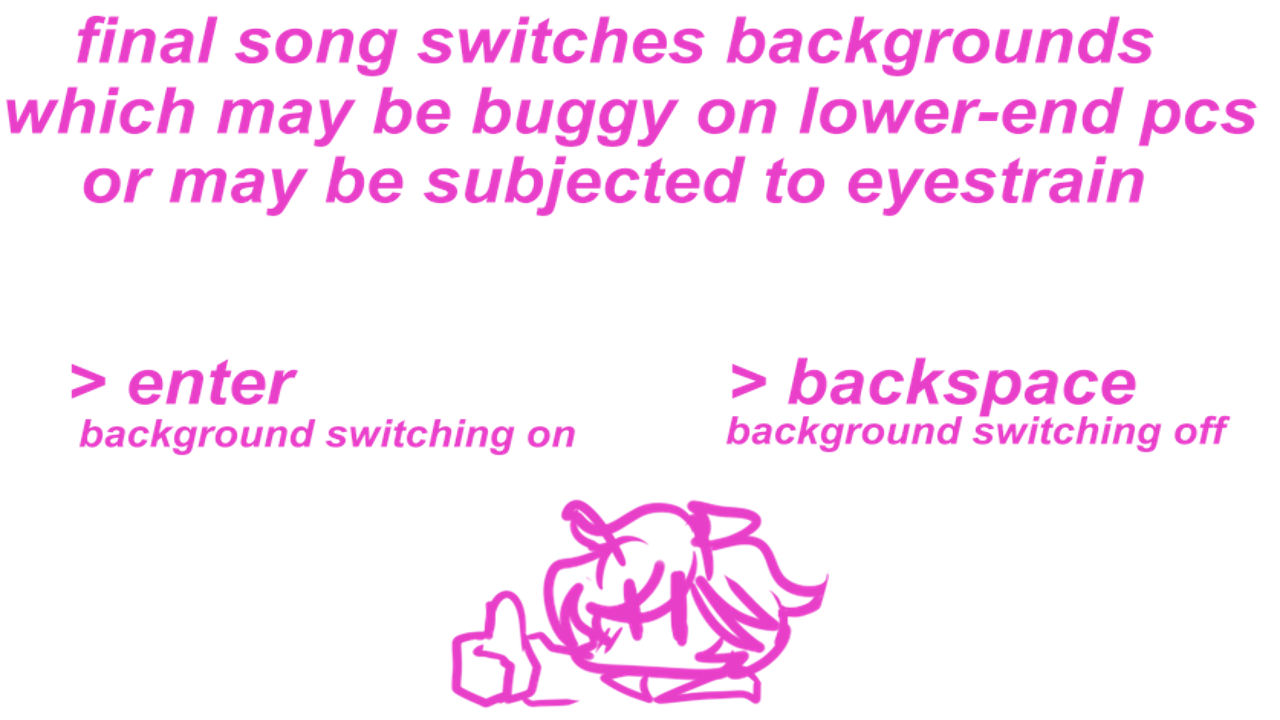 final song switches backgrounds
which may be buggy on lower-end pcs
or may be subjected to eyestrain
> enter
background switching on
> backspace
background switching off